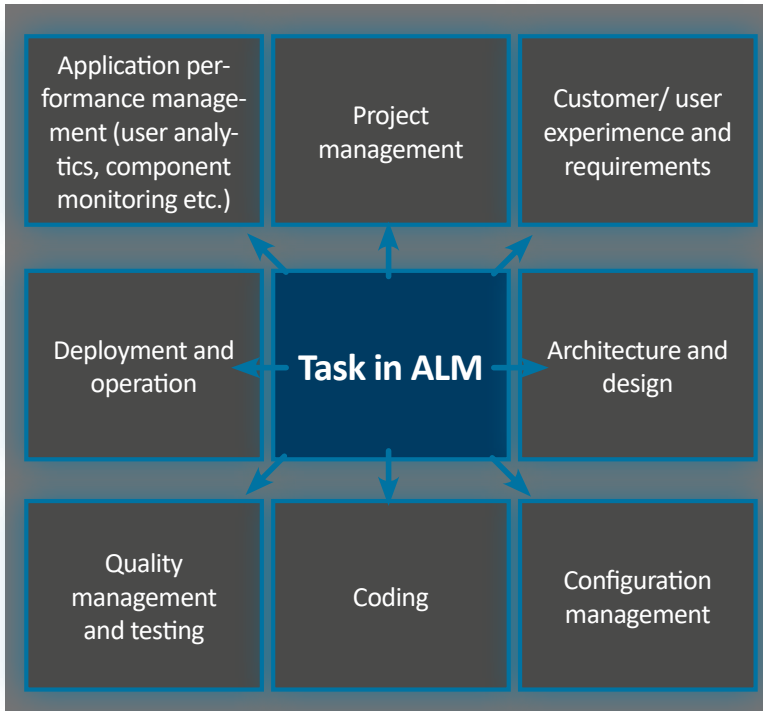 Application per-
formance manage-
ment (user analy-
tics, component
monitoring etc.)
Project
management
Customer/ user
experimence and
requirements
Deployment and
operation
Task in ALM
Architecture and
design
Quality
management
and testing
Coding
Configuration
management